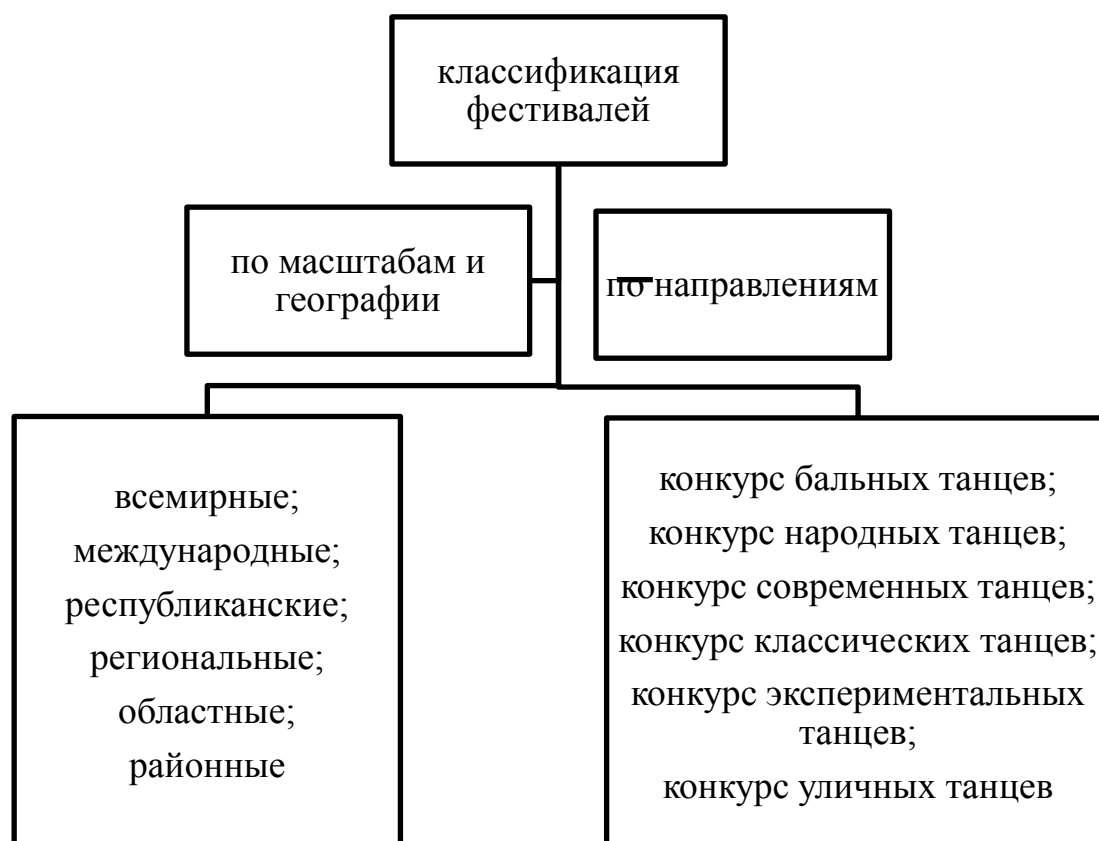 классификация
фестивалей
по масштабам и
географии
по направлениям
всемирные;
международные;
республиканские;
региональные;
областные;
районные
конкурс бальных танцев;
конкурс народных танцев;
конкурс современных танцев;
конкурс классических танцев;
конкурс экспериментальных
танцев;
конкурс уличных танцев